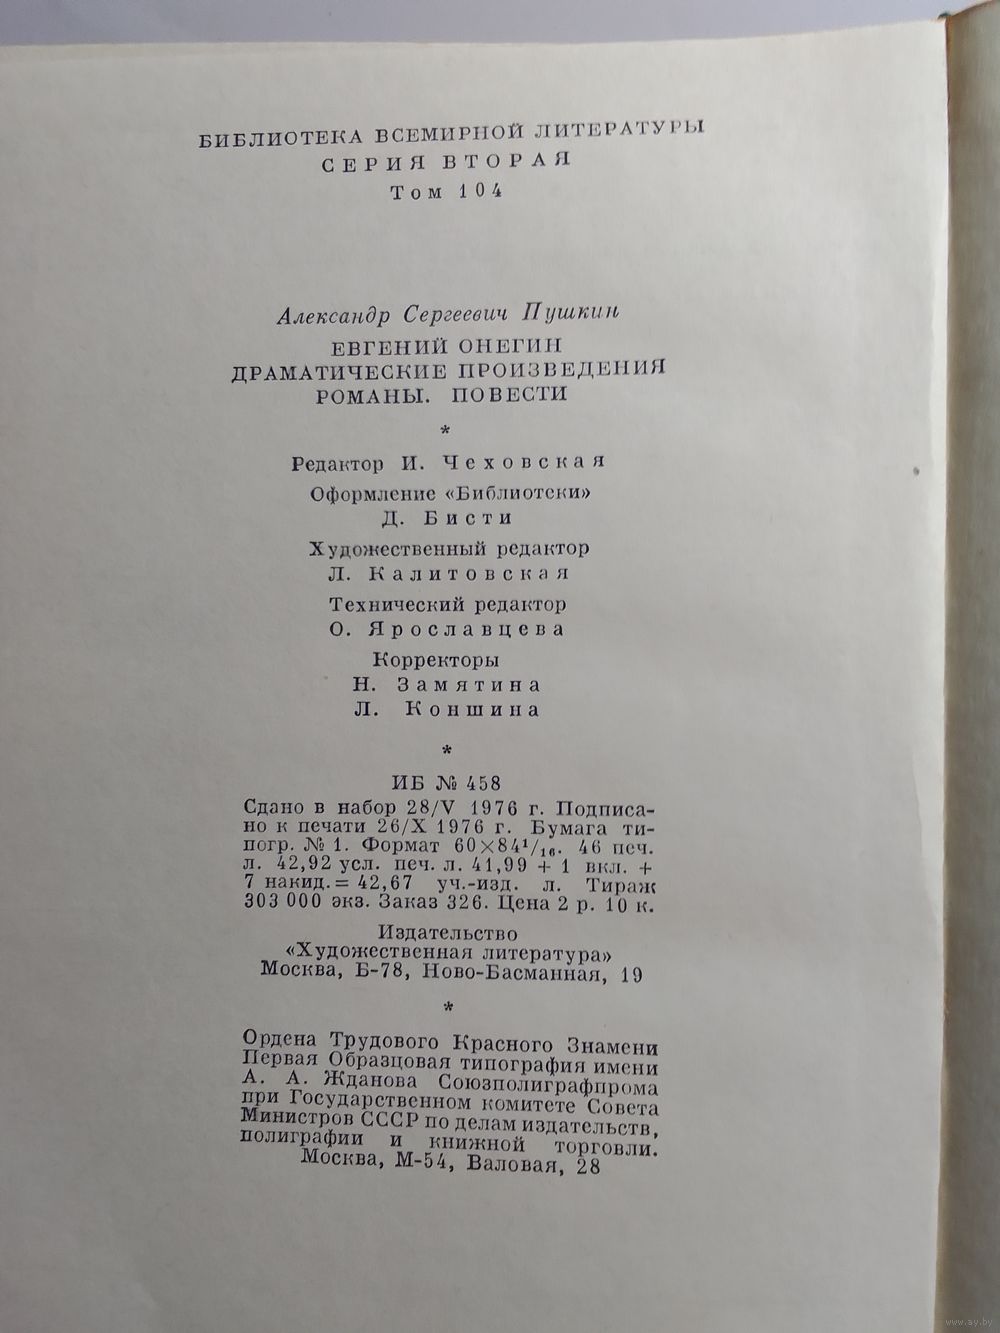 БИБЛИОТЕКА ВСЕМИРНОЙ ЛИТЕРАТУРЫ
СЕРИЯ ВТОРАЯ
Том 104
Александр Сергеевич Пушкин
ЕВГЕНИЙ ОНЕГИН
ДРАМАТИЧЕСКИЕ ПРОИЗВЕДЕНИЯ
РОМАНЫ. ПОВЕСТИ
*
Редактор И. Чеховская
Оформление «Библиотеки»
Д. Бисти
Художественный редактор
Л. Калитовская
Технический редактор
О. Ярославцева
Корректоры
Н. Замятина
Л. Коншина
*
ИБ № 458
Сдано в набор 28/V 1976 г. Подписа-
но к печати 26/X 1976 г. Бумага ти-
погр. № 1. Формат 60×84¹/₁₆. 46 печ.
л. 42,92 усл. печ. л. 41,99 + 1 вкл. +
7 накид. = 42,67 уч.-изд. л. Тираж
303 000 экз. Заказ 326. Цена 2 р. 10 к.
Издательство
«Художественная литература»
Москва, Б-78, Ново-Басманная, 19
*
Ордена Трудового Красного Знамени
Первая Образцовая типография имени
А. А. Жданова Союзполиграфпрома
при Государственном комитете Совета
Министров СССР по делам издательств,
полиграфии и книжной торговли.
Москва, М-54, Валовая, 28
www.ay.by